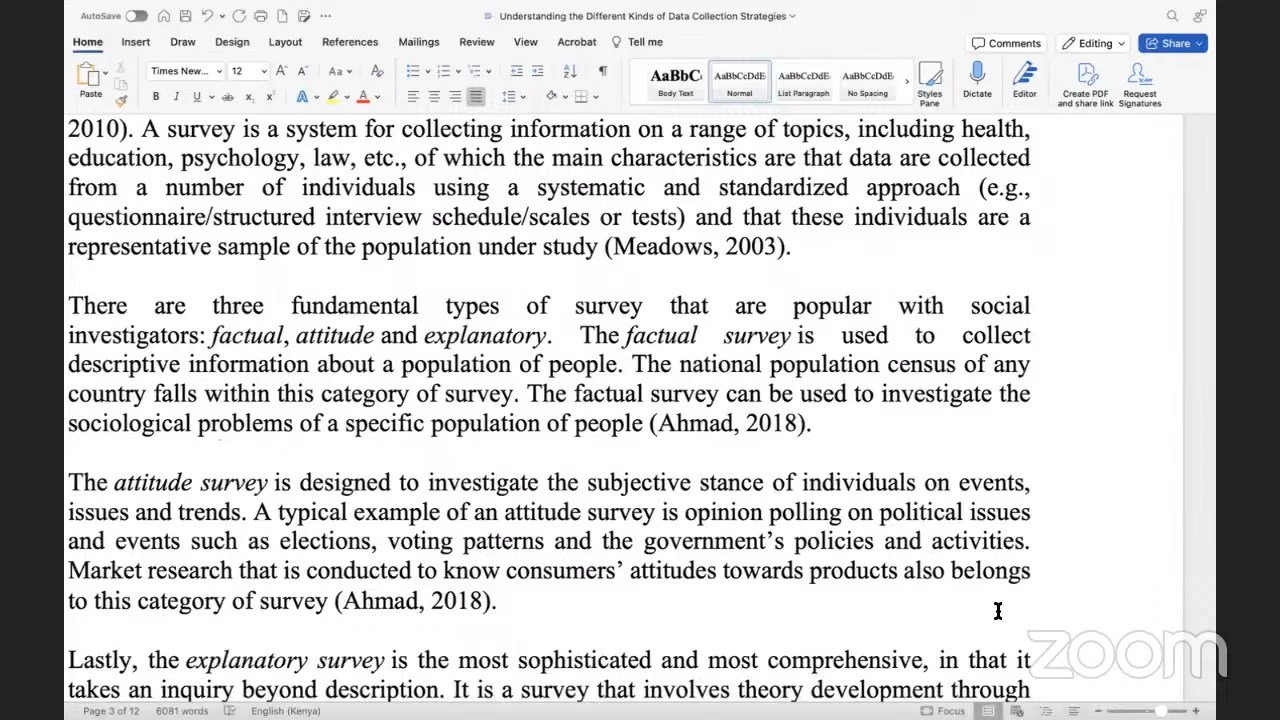 AutoSave
Understanding the Different Kinds of Data Collection Strategies
Home Insert Draw Design Layout References Mailings Review View Acrobat Tell me
Comments Editing Share
Paste
Times New... 12 A A Aa A
B I U ab x x A A
AaBbC AaBbCcDdE AaBbCcDdE AaBbCcDdE
Body Text Normal List Paragraph No Spacing
Styles Pane
Dictate
Editor
Create PDF and share link
Request Signatures
2010). A survey is a system for collecting information on a range of topics, including health,
education, psychology, law, etc., of which the main characteristics are that data are collected
from a number of individuals using a systematic and standardized approach (e.g.,
questionnaire/structured interview schedule/scales or tests) and that these individuals are a
representative sample of the population under study (Meadows, 2003).
There are three fundamental types of survey that are popular with social
investigators: factual, attitude and explanatory. The factual survey is used to collect
descriptive information about a population of people. The national population census of any
country falls within this category of survey. The factual survey can be used to investigate the
sociological problems of a specific population of people (Ahmad, 2018).
The attitude survey is designed to investigate the subjective stance of individuals on events,
issues and trends. A typical example of an attitude survey is opinion polling on political issues
and events such as elections, voting patterns and the government’s policies and activities.
Market research that is conducted to know consumers’ attitudes towards products also belongs
to this category of survey (Ahmad, 2018).
Lastly, the explanatory survey is the most sophisticated and most comprehensive, in that it
takes an inquiry beyond description. It is a survey that involves theory development through
zoom
Page 3 of 12 6081 words English (Kenya) Focus